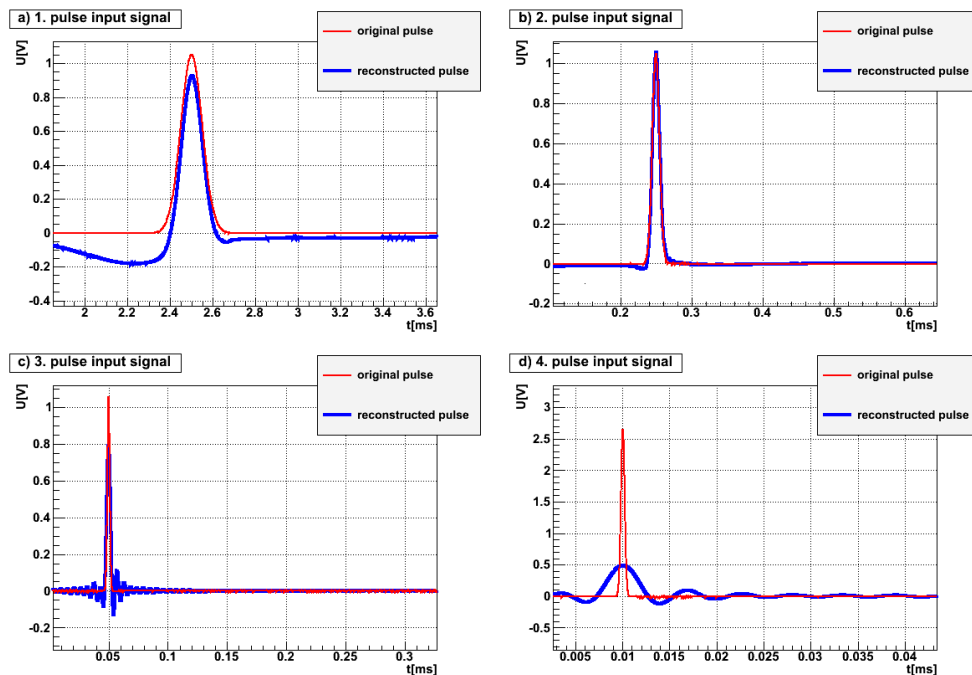 a) 1. pulse input signal
original pulse
reconstructed pulse
U[V]
1
0.8
0.6
0.4
0.2
0
-0.2
-0.4
2 2.2 2.4 2.6 2.8 3 3.2 3.4 3.6
t[ms]
b) 2. pulse input signal
original pulse
reconstructed pulse
U[V]
1
0.8
0.6
0.4
0.2
0
-0.2
0.2 0.3 0.4 0.5 0.6
t[ms]
c) 3. pulse input signal
original pulse
reconstructed pulse
U[V]
1
0.8
0.6
0.4
0.2
0
-0.2
0.05 0.1 0.15 0.2 0.25 0.3
t[ms]
d) 4. pulse input signal
original pulse
reconstructed pulse
U[V]
3
2.5
2
1.5
1
0.5
0
-0.5
0.005 0.01 0.015 0.02 0.025 0.03 0.035 0.04
t[ms]